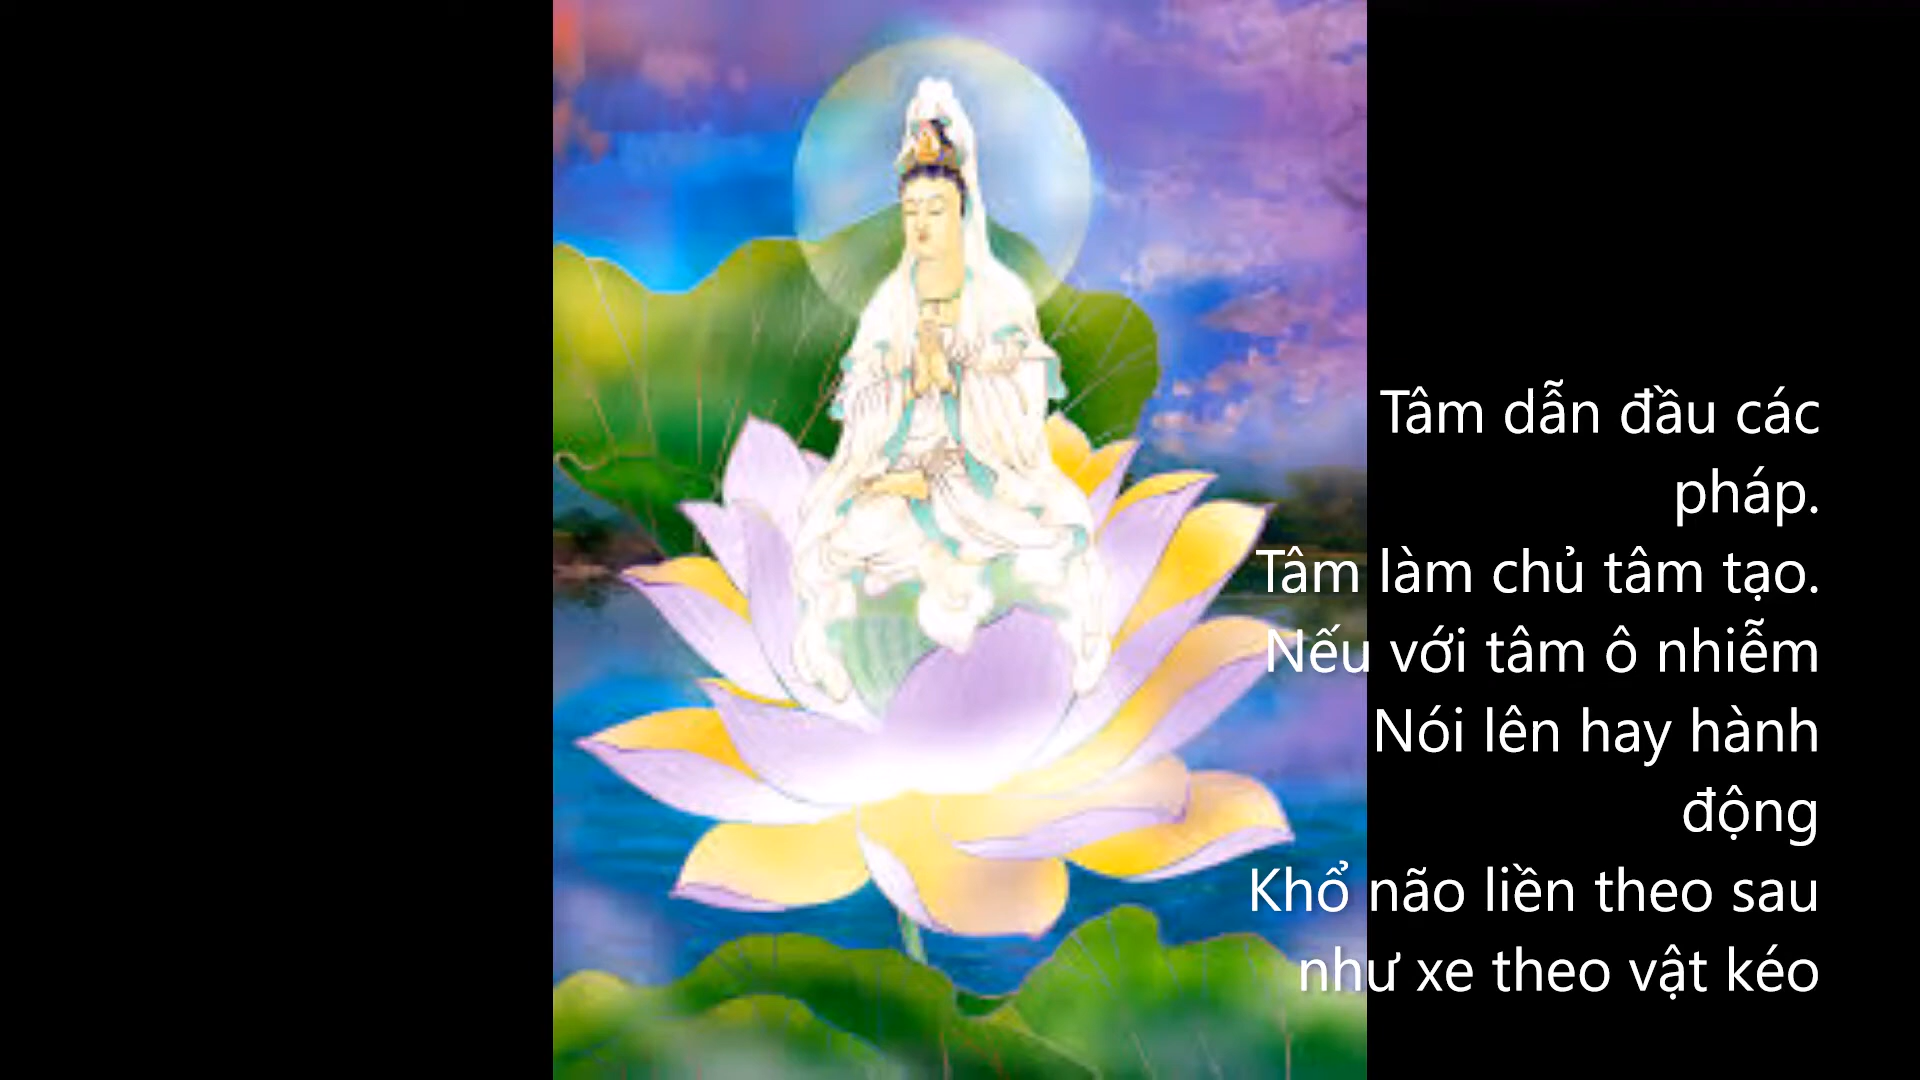 Tâm dẫn đầu các
pháp.
Tâm làm chủ tâm tạo.
Nếu với tâm ô nhiễm
Nói lên hay hành
động
Khổ não liền theo sau
như xe theo vật kéo